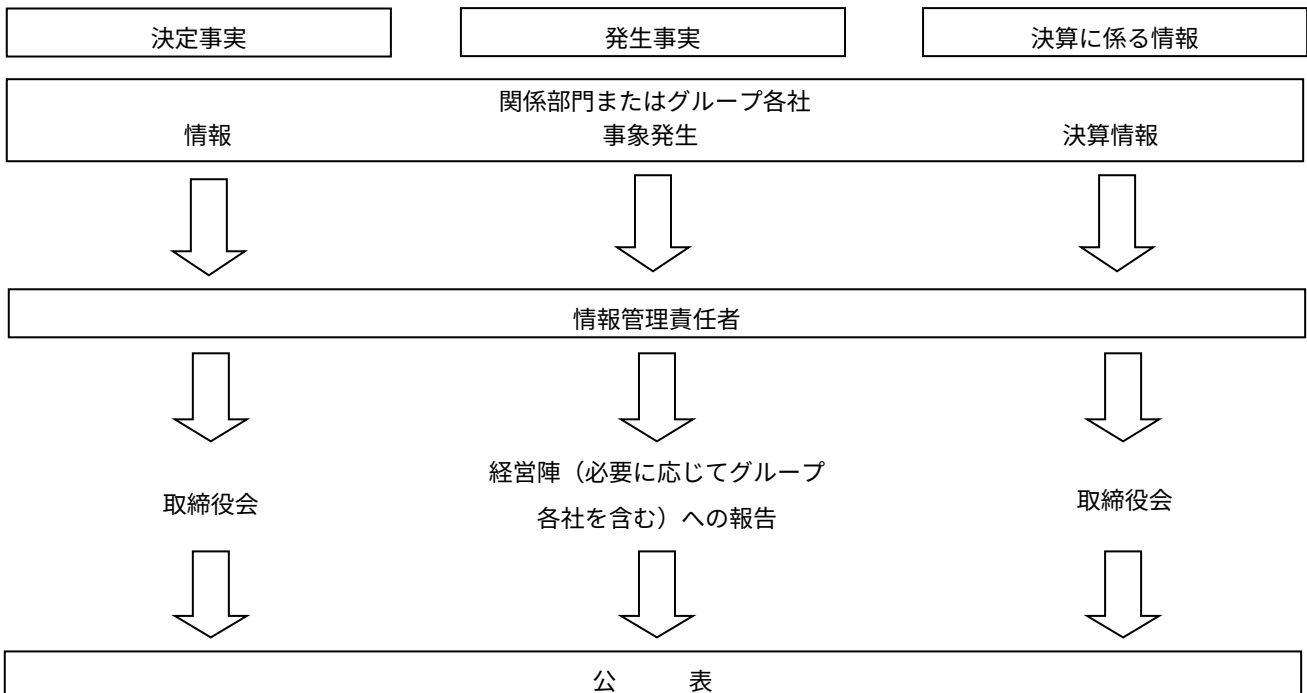 決定事実
発生事実
決算に係る情報
関係部門またはグループ各社
情報
事象発生
決算情報
情報管理責任者
取締役会
経営陣（必要に応じてグループ
各社を含む）への報告
取締役会
公　　　表